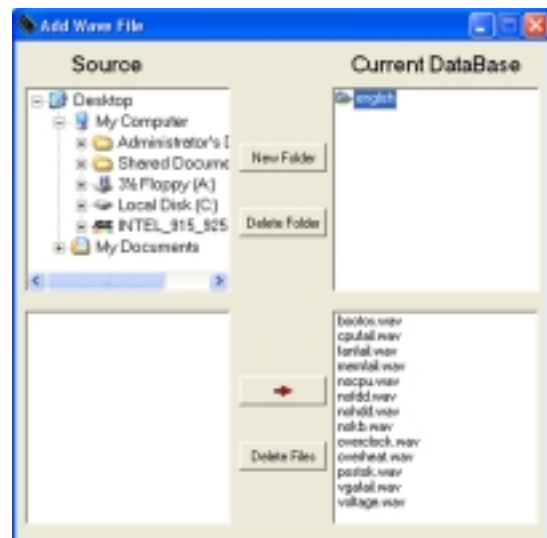 Add Wave File
Source
Current DataBase
Desktop
My Computer
Administrator's D
Shared Docume
3½ Floppy (A:)
Local Disk (C:)
INTEL_915_925
My Documents
New Folder
Delete Folder
english
Delete Files
bootos.wav
cpufail.wav
fanfail.wav
memfail.wav
nocpu.wav
nofdd.wav
nohdd.wav
nokb.wav
overclock.wav
overheat.wav
postok.wav
vgafail.wav
voltage.wav